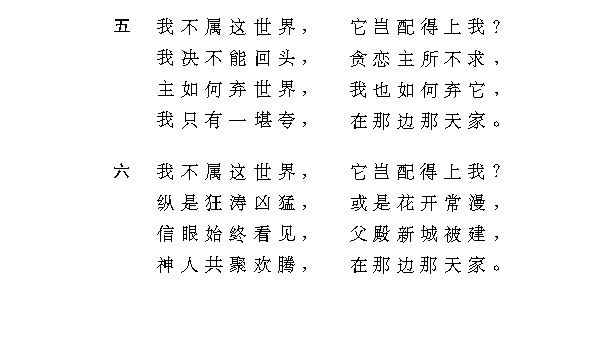 五 我不属这世界， 它岂配得上我？
我决不能回头， 贪恋主所不求，
主如何弃世界， 我也如何弃它，
我只有一堪夸， 在那边那天家。
六 我不属这世界， 它岂配得上我？
纵是狂涛凶猛， 或是花开常漫，
信眼始终看见， 父殿新城被建，
神人共聚欢腾， 在那边那天家。